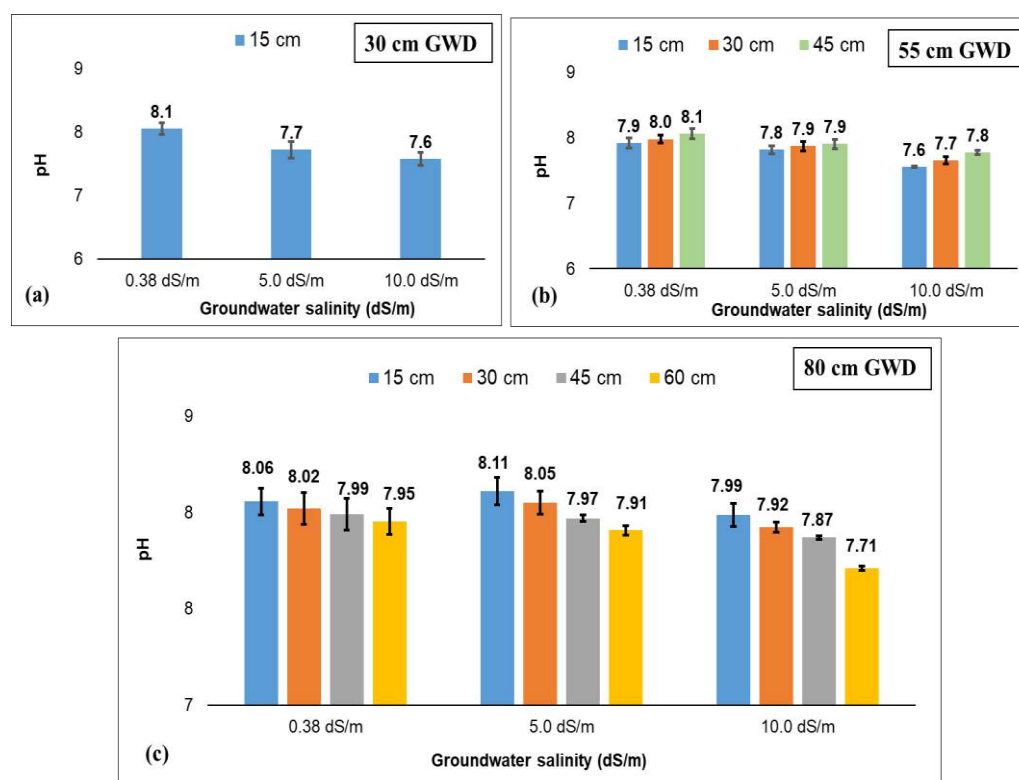 15 cm
30 cm GWD
9
8
7
6
pH
8.1
7.7
7.6
0.38 dS/m 5.0 dS/m 10.0 dS/m
Groundwater salinity (dS/m)
(a)
15 cm 30 cm 45 cm
55 cm GWD
9
8
7
6
pH
7.9 8.0 8.1
7.8 7.9 7.9
7.6 7.7 7.8
0.38 dS/m 5.0 dS/m 10.0 dS/m
Groundwater salinity (dS/m)
(b)
80 cm GWD
15 cm 30 cm 45 cm 60 cm
9
8
8
7
pH
8.06 8.02 7.99 7.95
8.11 8.05 7.97 7.91
7.99 7.92 7.87 7.71
0.38 dS/m 5.0 dS/m 10.0 dS/m
(c)
Groundwater salinity (dS/m)